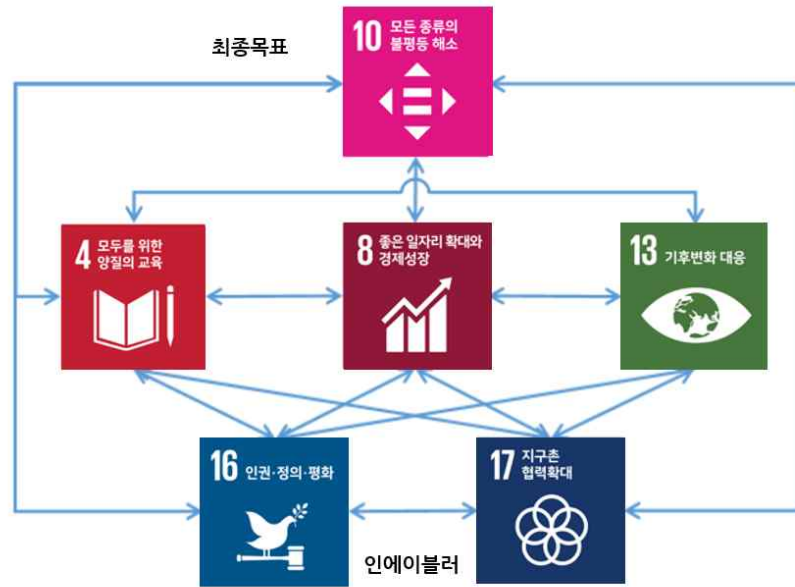 최종목표
10 모든 종류의
불평등 해소
4 모두를 위한
양질의 교육
8 좋은 일자리 확대와
경제성장
13 기후변화 대응
16 인권·정의·평화
17 지구촌
협력확대
인에이블러